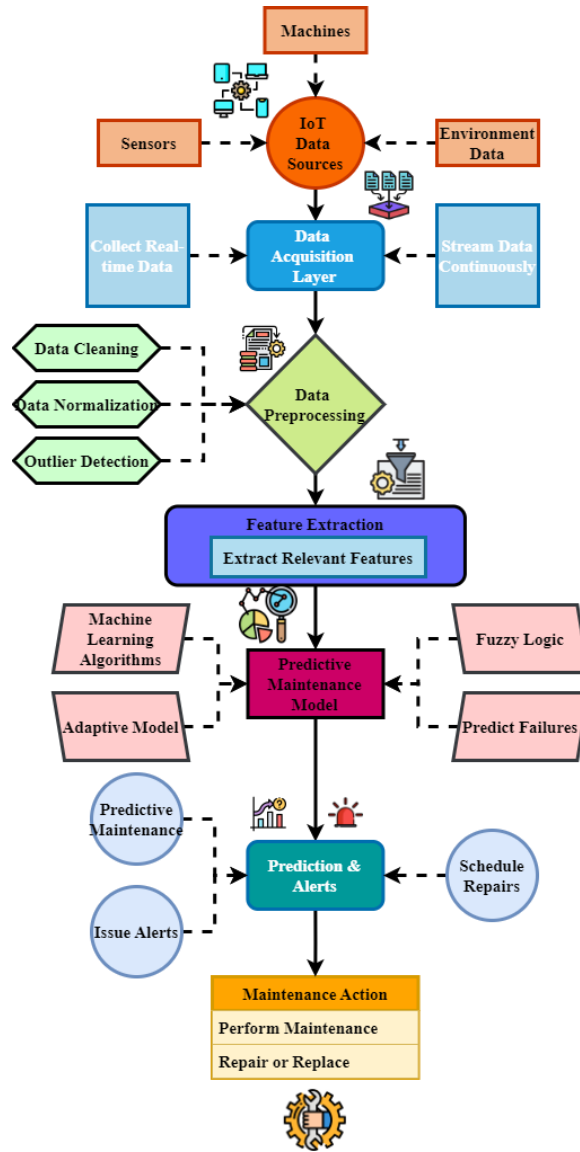 Machines
IoT
Data
Sources
Sensors
Environment
Data
Collect Real-
time Data
Data
Acquisition
Layer
Stream Data
Continuously
Data Cleaning
Data Normalization
Outlier Detection
Data
Preprocessing
Feature Extraction
Extract Relevant Features
Machine
Learning
Algorithms
Adaptive Model
Predictive
Maintenance
Model
Fuzzy Logic
Predict Failures
Predictive
Maintenance
Issue Alerts
Prediction &
Alerts
Schedule
Repairs
Maintenance Action
Perform Maintenance
Repair or Replace